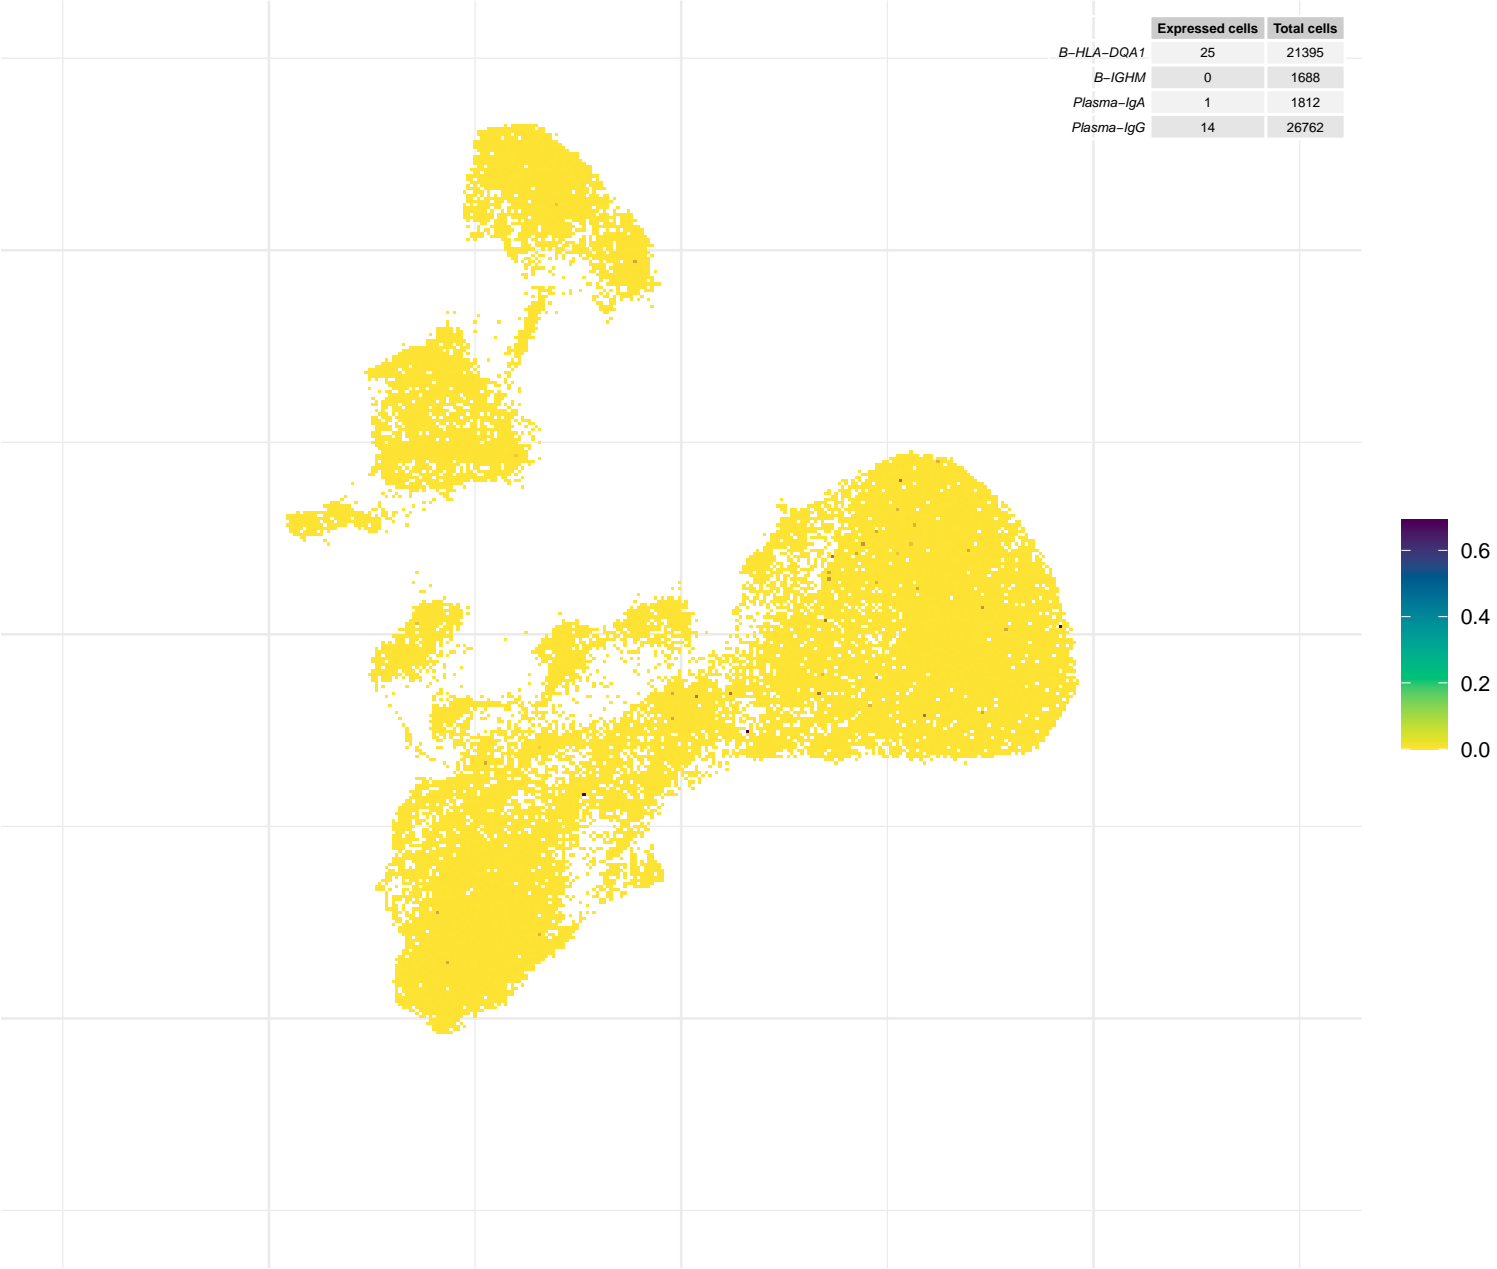 Expressed cells Total cells
B−HLA−DQA1 25 21395
B−IGHM 0 1688
Plasma−IgA 1 1812
Plasma−IgG 14 26762
0.6
0.4
0.2
0.0